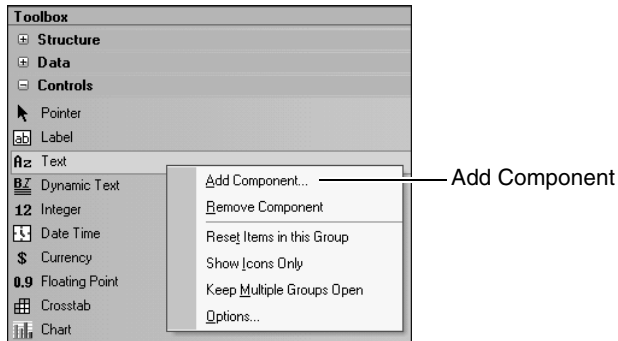 Toolbox
Structure
Data
Controls
Pointer
ab Label
Az Text
BZ Dynamic Text
12 Integer
Date Time
$ Currency
0.9 Floating Point
Crosstab
Chart
Add Component...
Remove Component
Reset Items in this Group
Show Icons Only
Keep Multiple Groups Open
Options...
Add Component